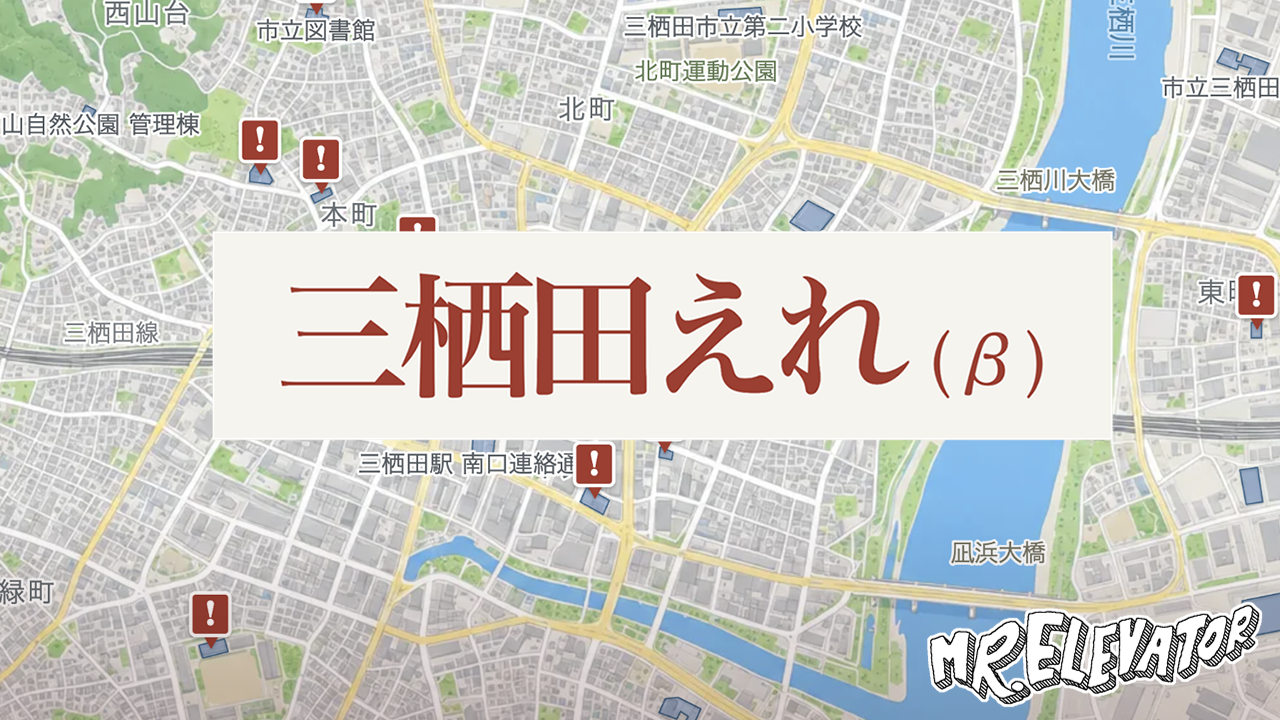 西山台
市立図書館
三栖田市立第二小学校
北町運動公園
北町
市立三栖田
山自然公園 管理棟
三栖川大橋
本町
三栖田えれ(β)
三栖田線
三栖田駅 南口連絡通
凪浜大橋
緑町
MR. ELEVATOR